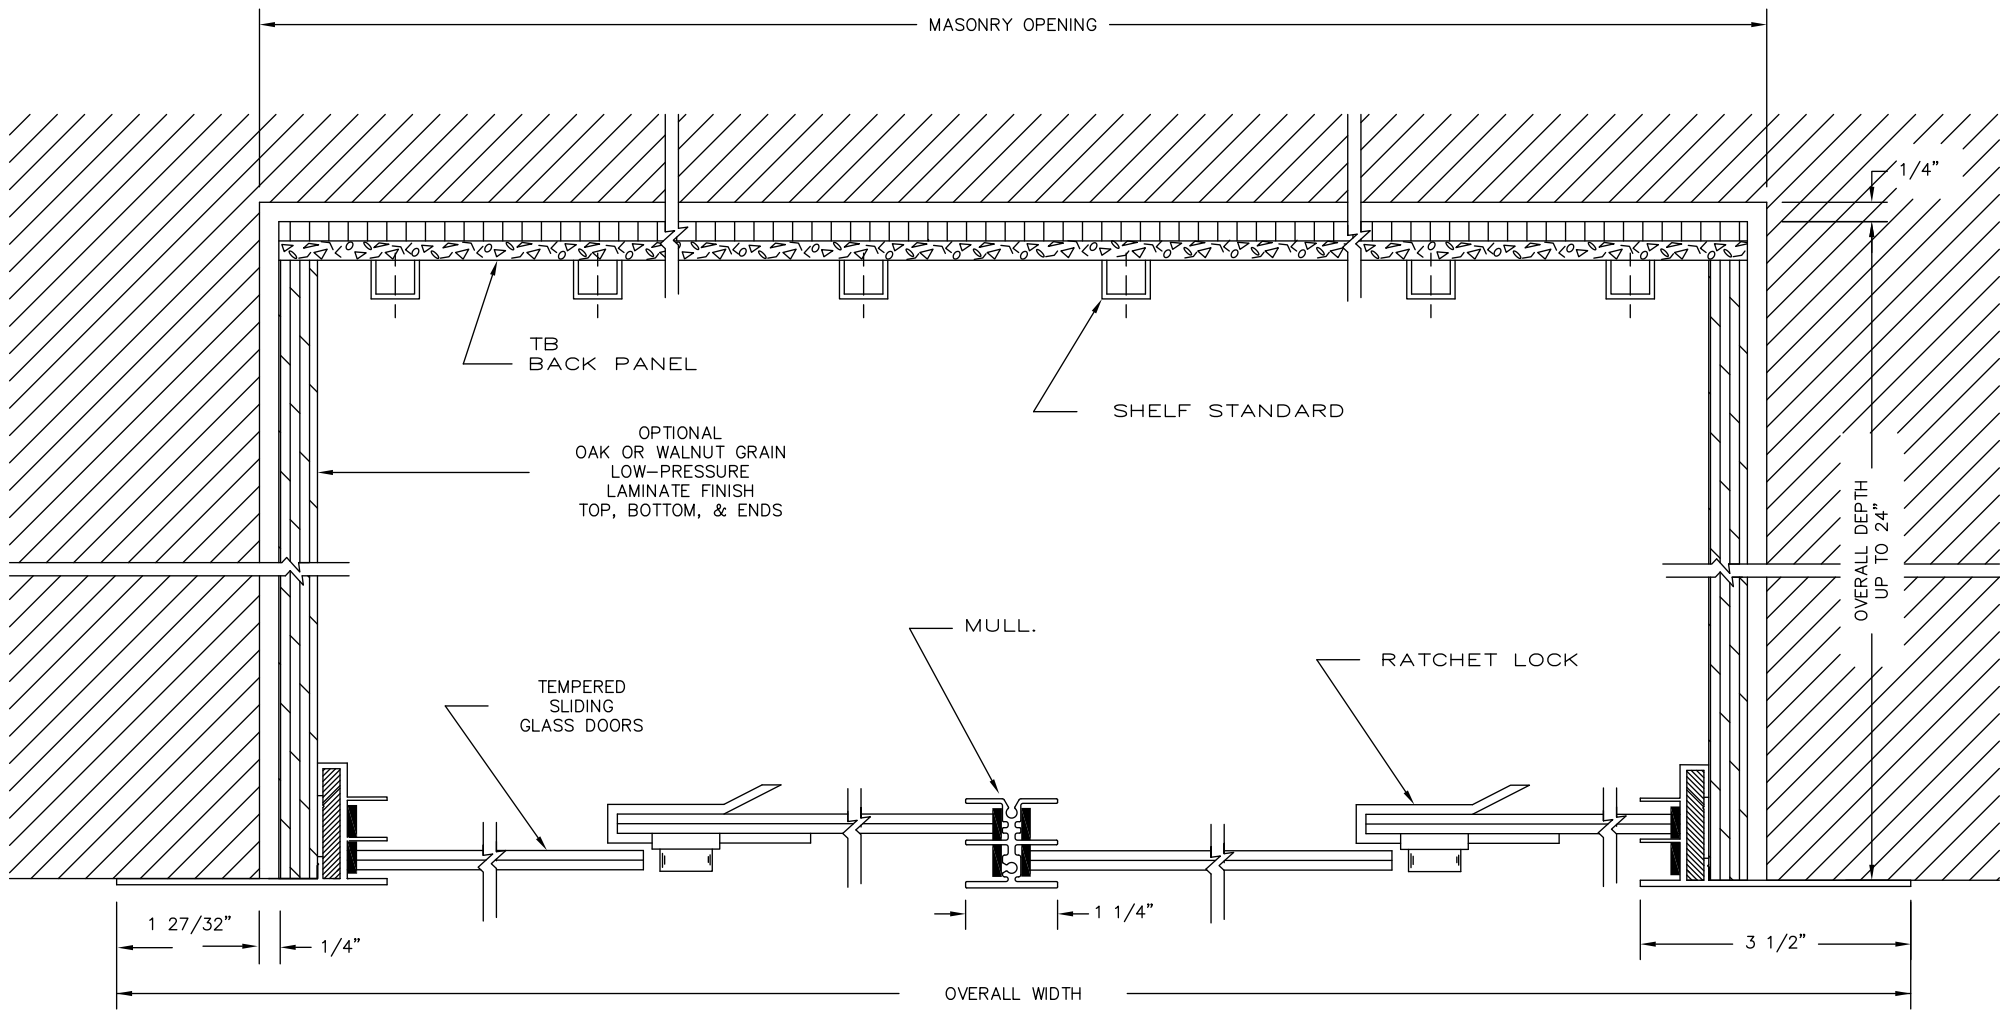 MASONRY OPENING
1/4”
TB
BACK PANEL
SHELF STANDARD
OPTIONAL
OAK OR WALNUT GRAIN
LOW-PRESSURE
LAMINATE FINISH
TOP, BOTTOM, & ENDS
OVERALL DEPTH
UP TO 24”
MULL.
RATCHET LOCK
TEMPERED
SLIDING
GLASS DOORS
1 27/32”
1/4”
1 1/4”
3 1/2”
OVERALL WIDTH